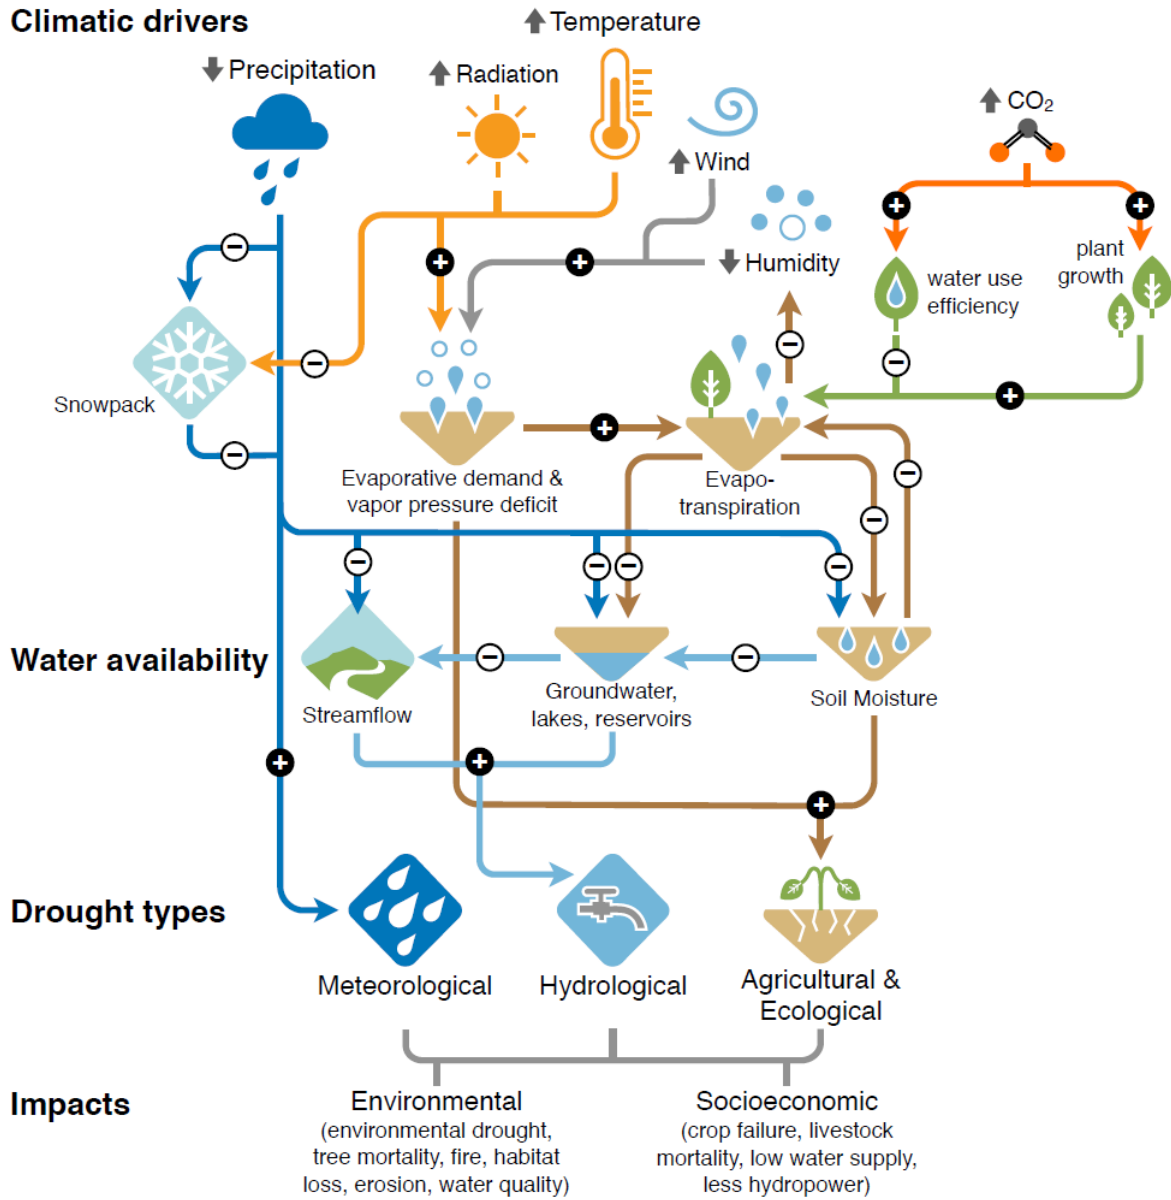 Climatic drivers
Temperature
Precipitation
Radiation
CO₂
Wind
Humidity
plant
growth
water use
efficiency
Snowpack
Evaporative demand &
vapor pressure deficit
Evapo-
transpiration
Water availability
Streamflow
Groundwater,
lakes, reservoirs
Soil Moisture
Drought types
Meteorological
Hydrological
Agricultural &
Ecological
Impacts
Environmental
(environmental drought,
tree mortality, fire, habitat
loss, erosion, water quality)
Socioeconomic
(crop failure, livestock
mortality, low water supply,
less hydropower)